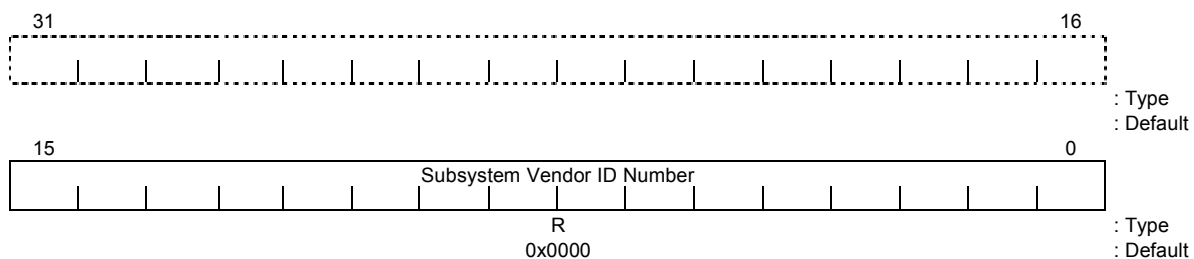 31 16
: Type
: Default
15 0
Subsystem Vendor ID Number
R : Type
0x0000 : Default